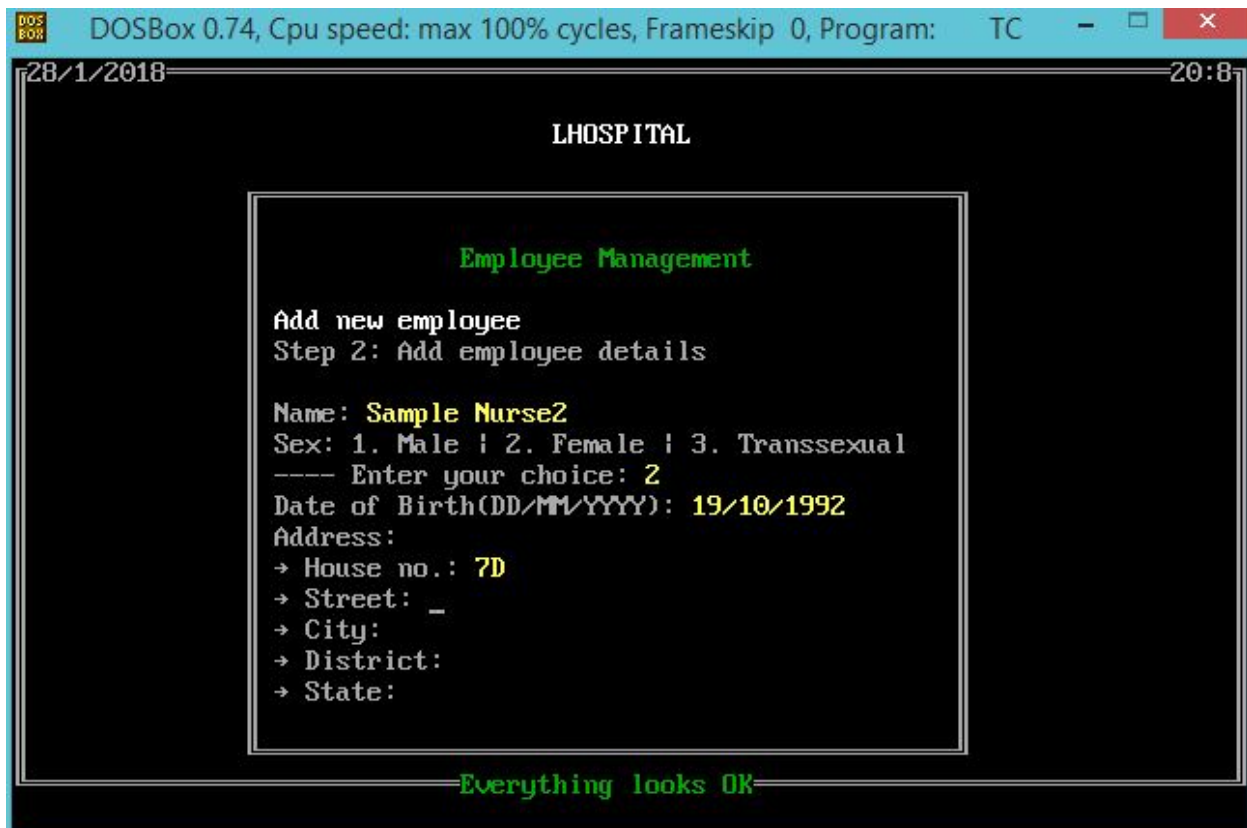 DOS
BOX
DOSBox 0.74, Cpu speed: max 100% cycles, Frameskip 0, Program: TC
28/1/2018 20:8
LHOSPITAL
Employee Management
Add new employee
Step 2: Add employee details
Name: Sample Nurse2
Sex: 1. Male ¦ 2. Female ¦ 3. Transsexual
---- Enter your choice: 2
Date of Birth(DD/MM/YYYY): 19/10/1992
Address:
→ House no.: 7D
→ Street: _
→ City:
→ District:
→ State:
Everything looks OK